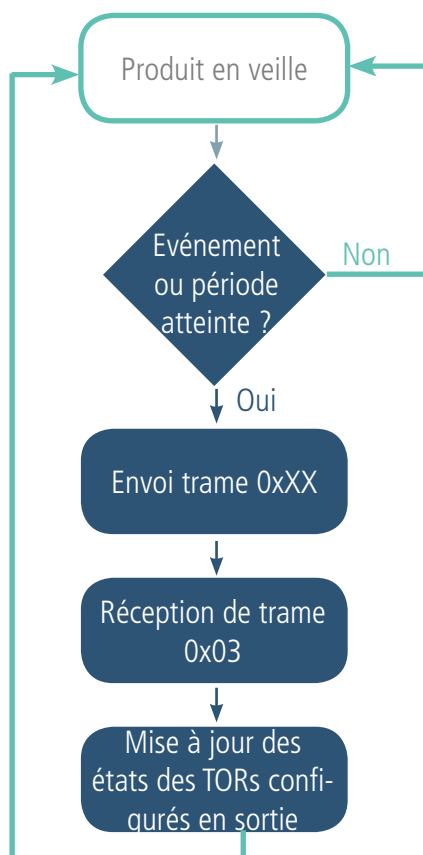 Produit en veille
Evénement
ou période
atteinte ?
Non
Oui
Envoi trame 0xXX
Réception de trame
0x03
Mise à jour des
états des TORs confi-
gurés en sortie